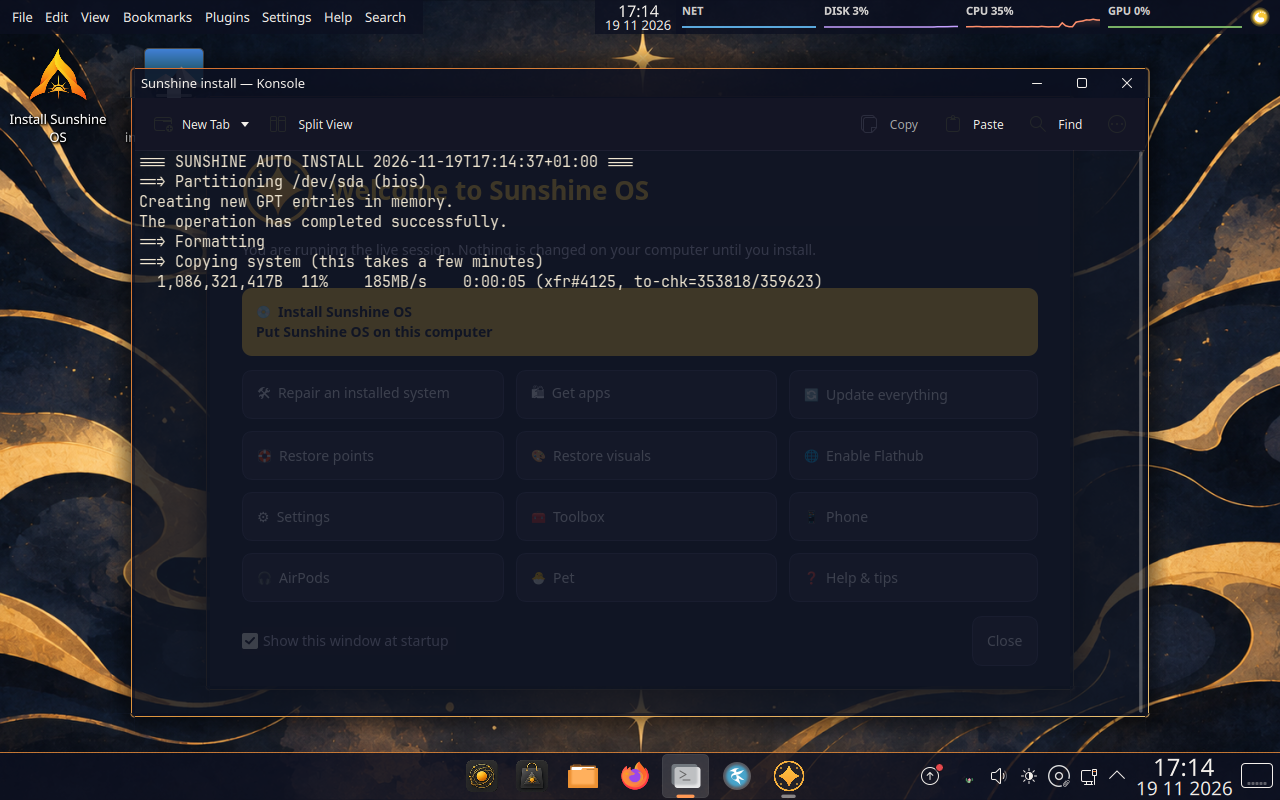 File Edit View Bookmarks Plugins Settings Help Search
17:14
19 11 2026
NET
DISK 3%
CPU 35%
GPU 0%
Install Sunshine
OS
in
Sunshine install — Konsole
New Tab
Split View
Copy
Paste
Find
=== SUNSHINE AUTO INSTALL 2026-11-19T17:14:37+01:00 ===
==> Partitioning /dev/sda (bios)
Welcome to Sunshine OS
Creating new GPT entries in memory.
The operation has completed successfully.
==> Formatting
You are running the live session. Nothing is changed on your computer until you install.
==> Copying system (this takes a few minutes)
1,086,321,417B 11% 185MB/s 0:00:05 (xfr#4125, to-chk=353818/359623)
Install Sunshine OS
Put Sunshine OS on this computer
Repair an installed system
Get apps
Update everything
Restore points
Restore visuals
Enable Flathub
Settings
Toolbox
Phone
AirPods
Pet
Help & tips
Show this window at startup
Close
17:14
19 11 2026